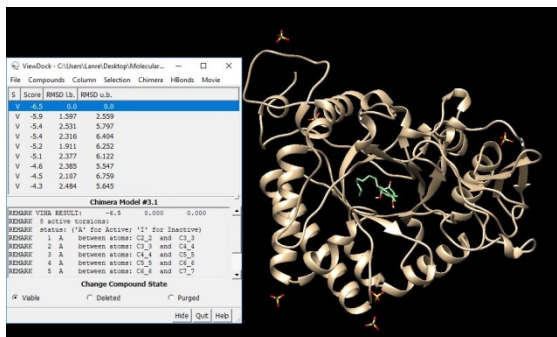 ViewDock - C:\Users\Lanre\Desktop\Molecular...
File Compounds Column Selection Chimera HBonds Movie
S Score RMSD l.b. RMSD u.b.
V -6.5 0.0 0.0
V -5.9 1.597 2.559
V -5.4 2.531 5.797
V -5.4 2.316 6.404
V -5.2 1.911 6.252
V -5.1 2.377 6.122
V -4.6 2.385 5.547
V -4.5 2.107 6.759
V -4.3 2.484 5.645
Chimera Model #3.1
REMARK VINA RESULT: -6.5 0.000 0.000
REMARK 8 active torsions:
REMARK status: ('A' for Active; 'I' for Inactive)
REMARK 1 A between atoms: C2_2 and C3_3
REMARK 2 A between atoms: C3_3 and C4_4
REMARK 3 A between atoms: C4_4 and C5_5
REMARK 4 A between atoms: C5_5 and C6_6
REMARK 5 A between atoms: C6_6 and C7_7
Change Compound State
Viable Deleted Purged
Hide Quit Help